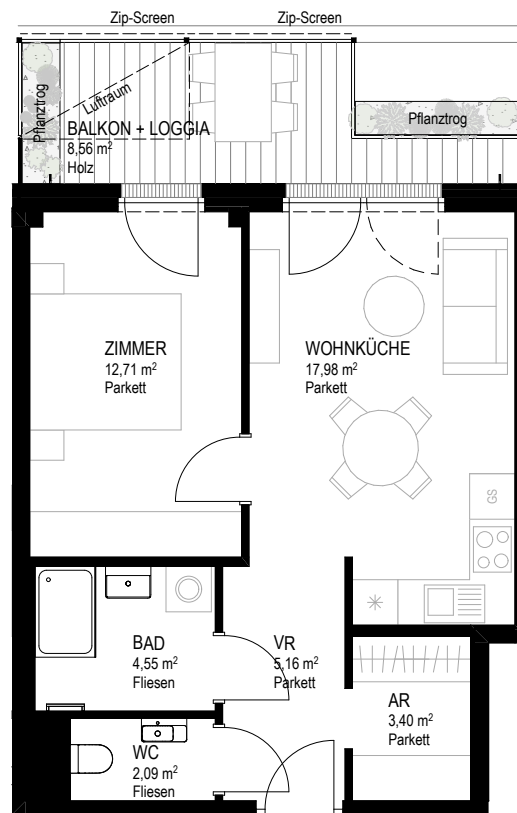 Zip-Screen
Zip-Screen
Pflanztrog
Luftraum
BALKON + LOGGIA
8,56 m²
Holz
Pflanztrog
ZIMMER
12,71 m²
Parkett
WOHNKÜCHE
17,98 m²
Parkett
GS
BAD
4,55 m²
Fliesen
VR
5,16 m²
Parkett
AR
3,40 m²
Parkett
WC
2,09 m²
Fliesen